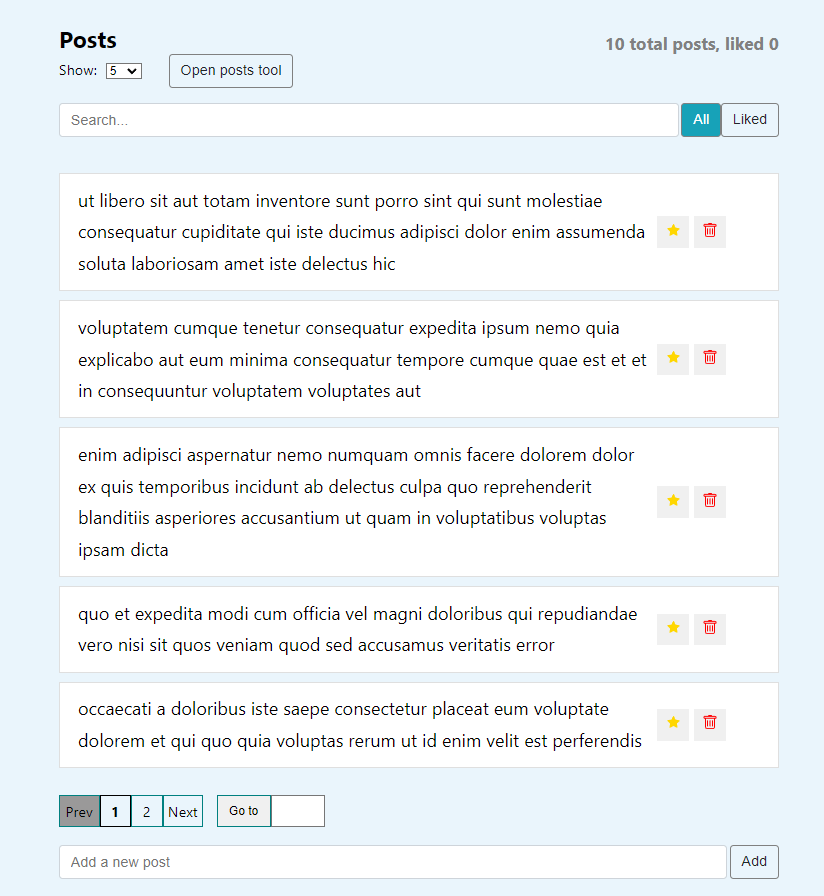 Posts
10 total posts, liked 0
Show: 5 Open posts tool
Search... All Liked
ut libero sit aut totam inventore sunt porro sint qui sunt molestiae
consequatur cupiditate qui iste ducimus adipisci dolor enim assumenda
soluta laboriosam amet iste delectus hic
voluptatem cumque tenetur consequatur expedita ipsum nemo quia
explicabo aut eum minima consequatur tempore cumque quae est et et
in consequuntur voluptatem voluptates aut
enim adipisci aspernatur nemo numquam omnis facere dolorem dolor
ex quis temporibus incidunt ab delectus culpa quo reprehenderit
blanditiis asperiores accusantium ut quam in voluptatibus voluptas
ipsam dicta
quo et expedita modi cum officia vel magni doloribus qui repudiandae
vero nisi sit quos veniam quod sed accusamus veritatis error
occaecati a doloribus iste saepe consectetur placeat eum voluptate
dolorem et qui quo quia voluptas rerum ut id enim velit est perferendis
Prev 1 2 Next Go to
Add a new post Add